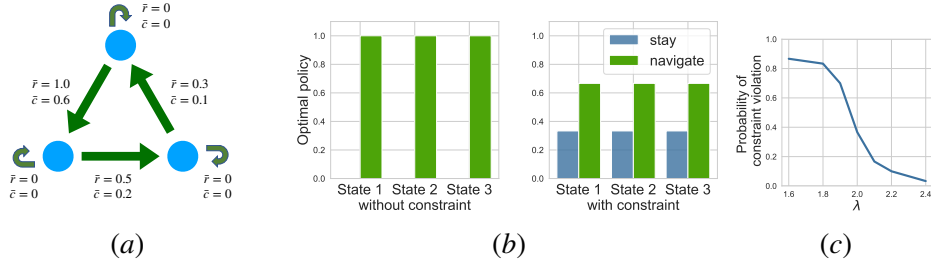 r̄ = 0
c̄ = 0
r̄ = 1.0
c̄ = 0.6
r̄ = 0.3
c̄ = 0.1
r̄ = 0
c̄ = 0
r̄ = 0.5
c̄ = 0.2
r̄ = 0
c̄ = 0
(a)
Optimal policy
1.0
0.8
0.6
0.4
0.2
0.0
State 1 State 2 State 3
without constraint
1.0
0.8
0.6
0.4
0.2
0.0
stay
navigate
State 1 State 2 State 3
with constraint
(b)
Probability of
constraint violation
1.0
0.8
0.6
0.4
0.2
0.0
1.6 1.8 2.0 2.2 2.4
λ
(c)